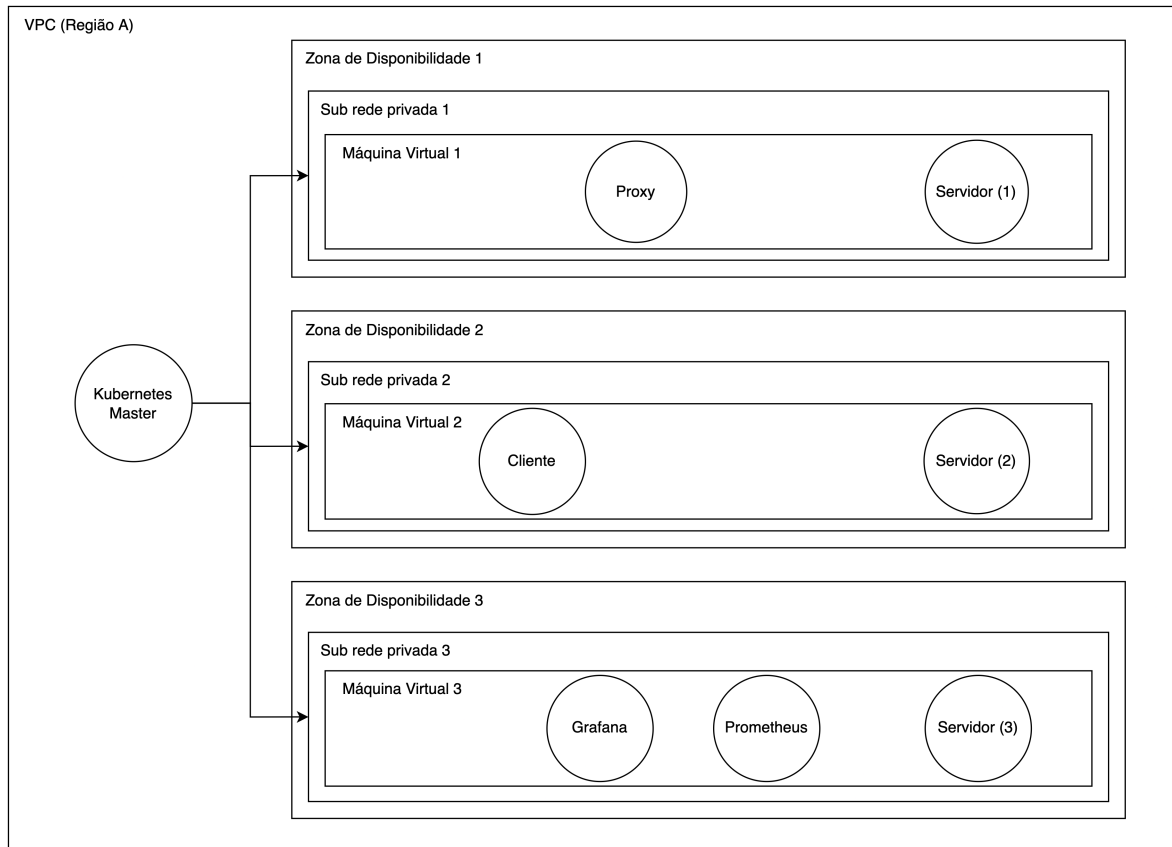 VPC (Região A)
Zona de Disponibilidade 1
Sub rede privada 1
Máquina Virtual 1
Proxy
Servidor (1)
Zona de Disponibilidade 2
Sub rede privada 2
Máquina Virtual 2
Kubernetes
Master
Cliente
Servidor (2)
Zona de Disponibilidade 3
Sub rede privada 3
Máquina Virtual 3
Grafana
Prometheus
Servidor (3)